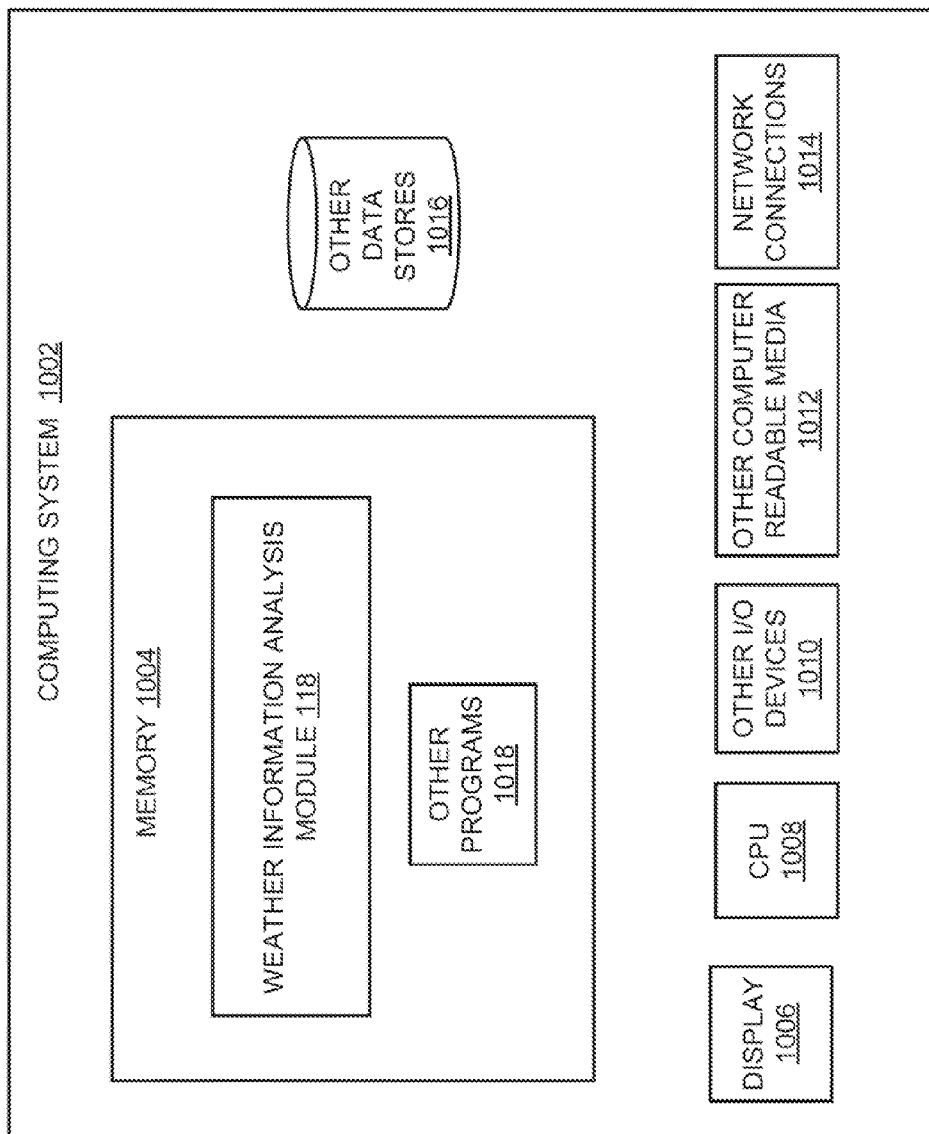 COMPUTING SYSTEM 1002
MEMORY 1004
WEATHER INFORMATION ANALYSIS
MODULE 118
OTHER
PROGRAMS
1018
OTHER
DATA
STORES
1016
DISPLAY
1006
CPU
1008
OTHER I/O
DEVICES
1010
OTHER COMPUTER
READABLE MEDIA
1012
NETWORK
CONNECTIONS
1014